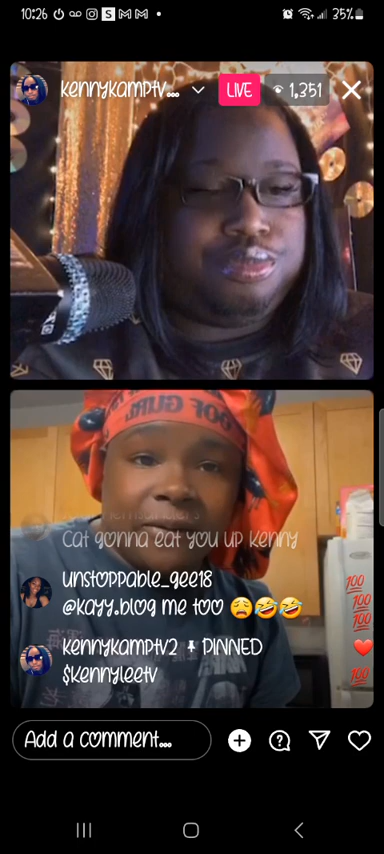 10:26
35%
kennykamptv...
LIVE
1,351
Cat gonna eat you up kenny
unstoppable_gee18
@kayy.blog me too 😩🤣🤣
kennykamptv2 PINNED
$kennyleetv
💯
💯
💯
❤️
💯
Add a comment...